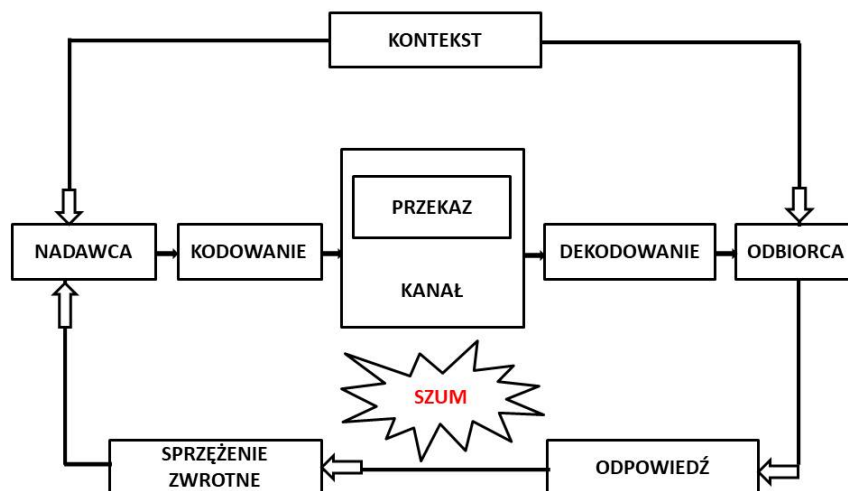 KONTEKST
PRZEKAZ
NADAWCA
KODOWANIE
KANAŁ
DEKODOWANIE
ODBIORCA
SZUM
SPRZĘŻENIE
ZWROTNE
ODPOWIEDŹ